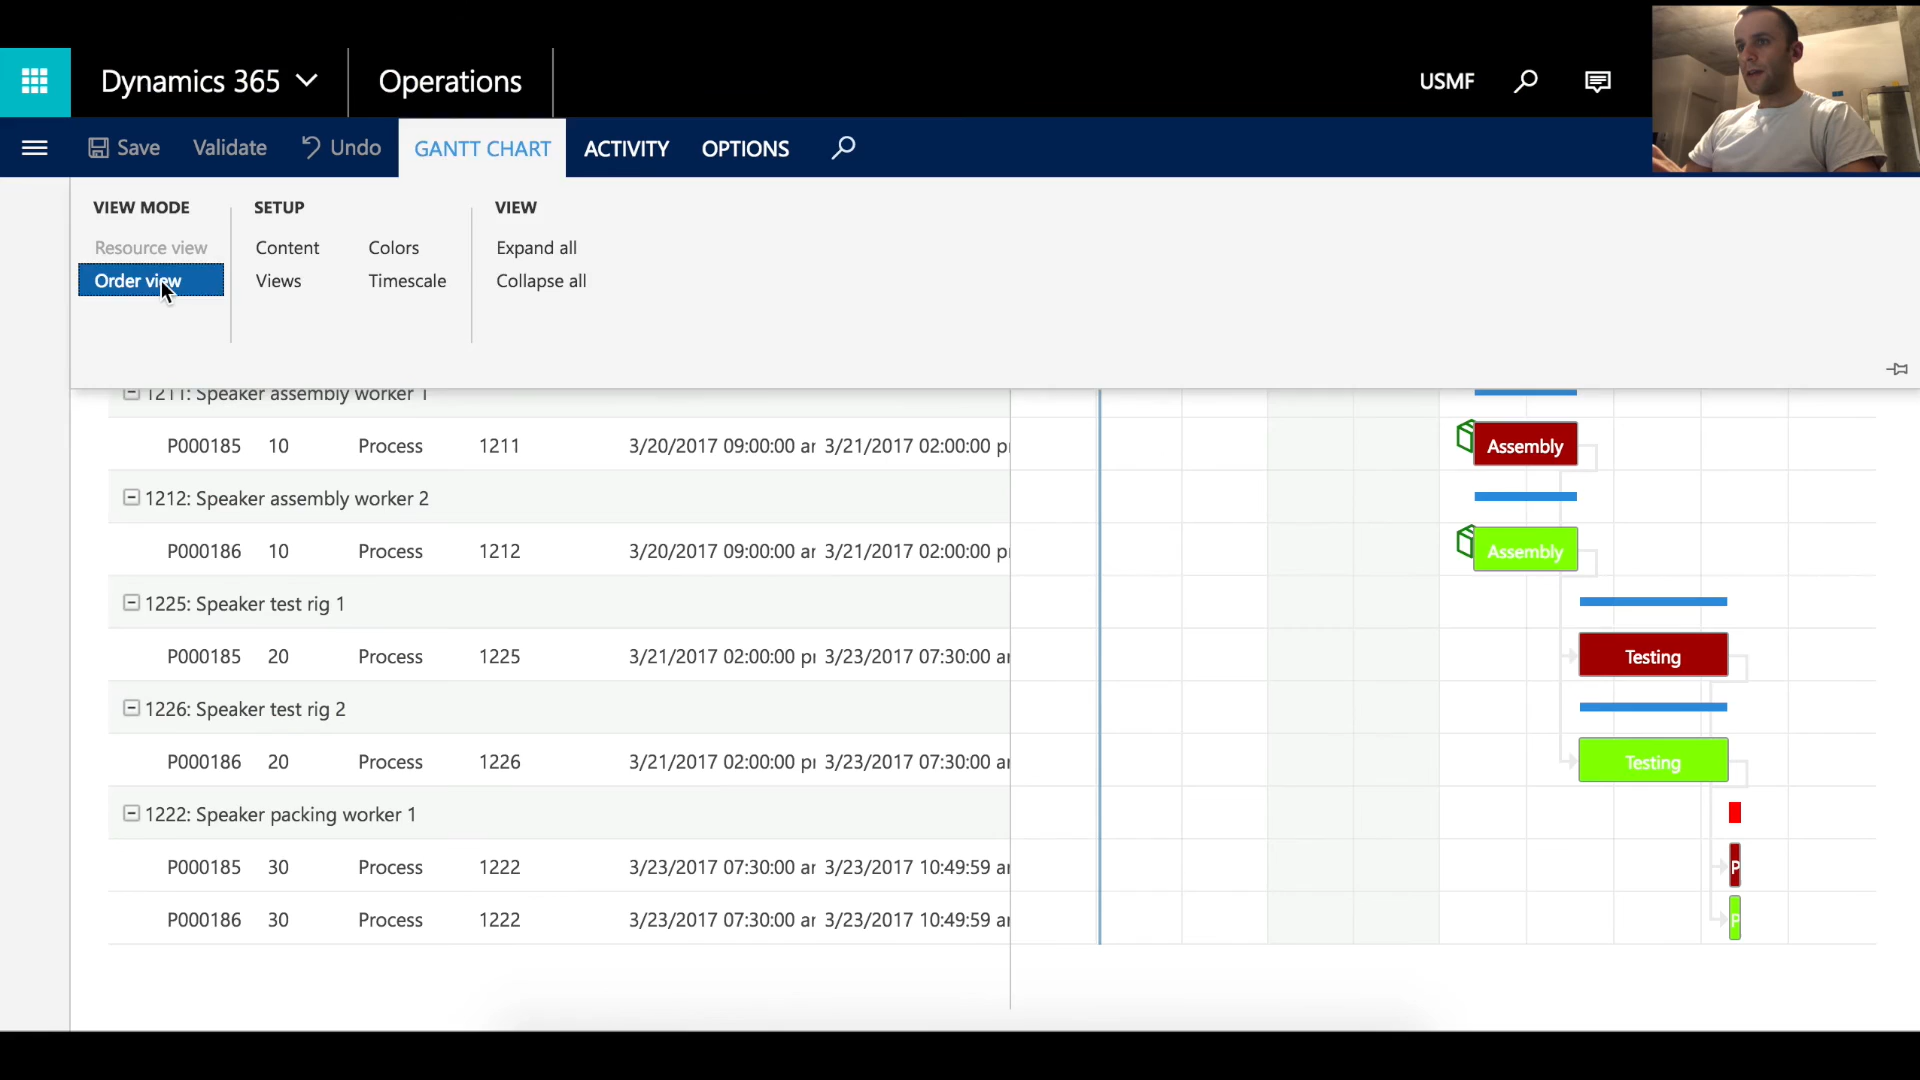 Dynamics 365
Operations
USMF
Save
Validate
Undo
GANTT CHART
ACTIVITY
OPTIONS
VIEW MODE
Resource view
Order view
SETUP
Content
Colors
Views
Timescale
VIEW
Expand all
Collapse all
1211: Speaker assembly worker 1
P000185 10 Process 1211 3/20/2017 09:00:00 ar 3/21/2017 02:00:00 pı
Assembly
1212: Speaker assembly worker 2
P000186 10 Process 1212 3/20/2017 09:00:00 ar 3/21/2017 02:00:00 pı
Assembly
1225: Speaker test rig 1
P000185 20 Process 1225 3/21/2017 02:00:00 pı 3/23/2017 07:30:00 aı
Testing
1226: Speaker test rig 2
P000186 20 Process 1226 3/21/2017 02:00:00 pı 3/23/2017 07:30:00 aı
Testing
1222: Speaker packing worker 1
P000185 30 Process 1222 3/23/2017 07:30:00 ar 3/23/2017 10:49:59 aı
P
P000186 30 Process 1222 3/23/2017 07:30:00 ar 3/23/2017 10:49:59 aı
P